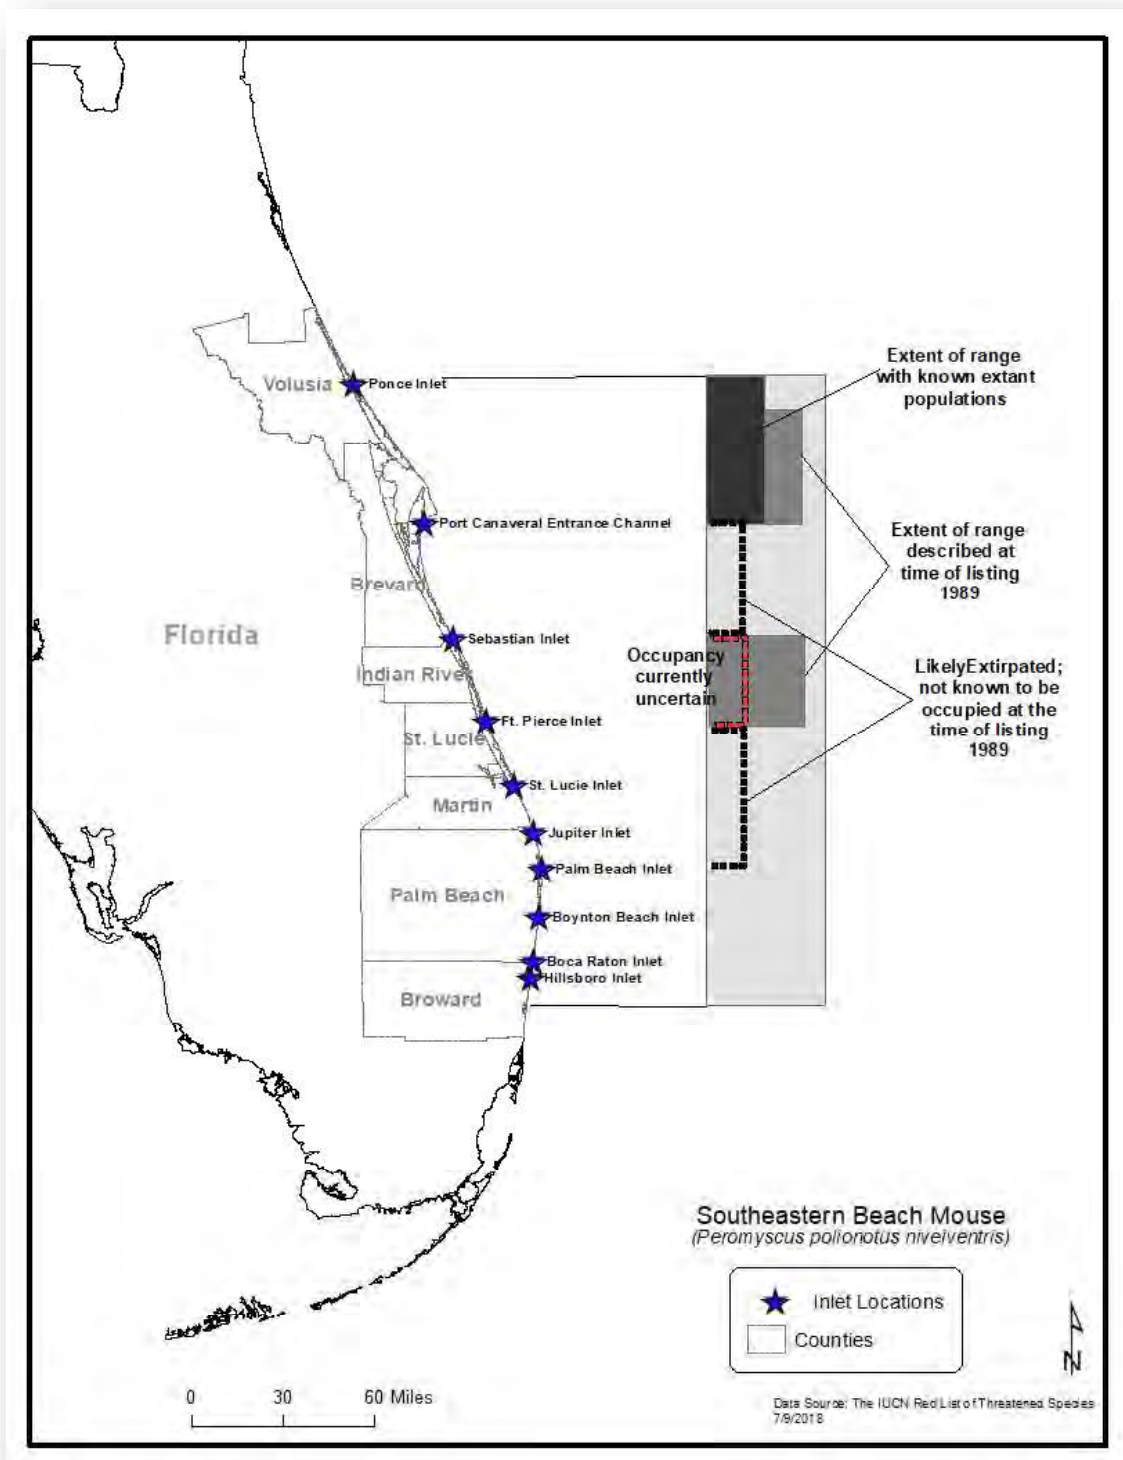 Extent of range
with known extant
populations
Volusia
Ponce Inlet
Port Canaveral Entrance Channel
Extent of range
described at
time of listing
1989
Brevard
Florida
Sebastian Inlet
Occupancy
currently
uncertain
Indian River
LikelyExtirpated;
not known to be
occupied at the
time of listing
1989
Ft. Pierce Inlet
St. Lucie
St. Lucie Inlet
Martin
Jupiter Inlet
Palm Beach Inlet
Palm Beach
Boynton Beach Inlet
Boca Raton Inlet
Hillsboro Inlet
Broward
Southeastern Beach Mouse
(Peromyscus polionotus niveiventris)
Inlet Locations
Counties
N
0 30 60 Miles
Data Source: The IUCN Red List of Threatened Species
7/9/2018